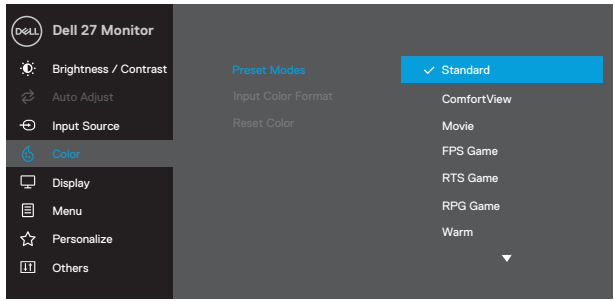 DELL Dell 27 Monitor
Brightness / Contrast
Auto Adjust
Input Source
Color
Display
Menu
Personalize
Others
Preset Modes
Input Color Format
Reset Color
Standard
ComfortView
Movie
FPS Game
RTS Game
RPG Game
Warm